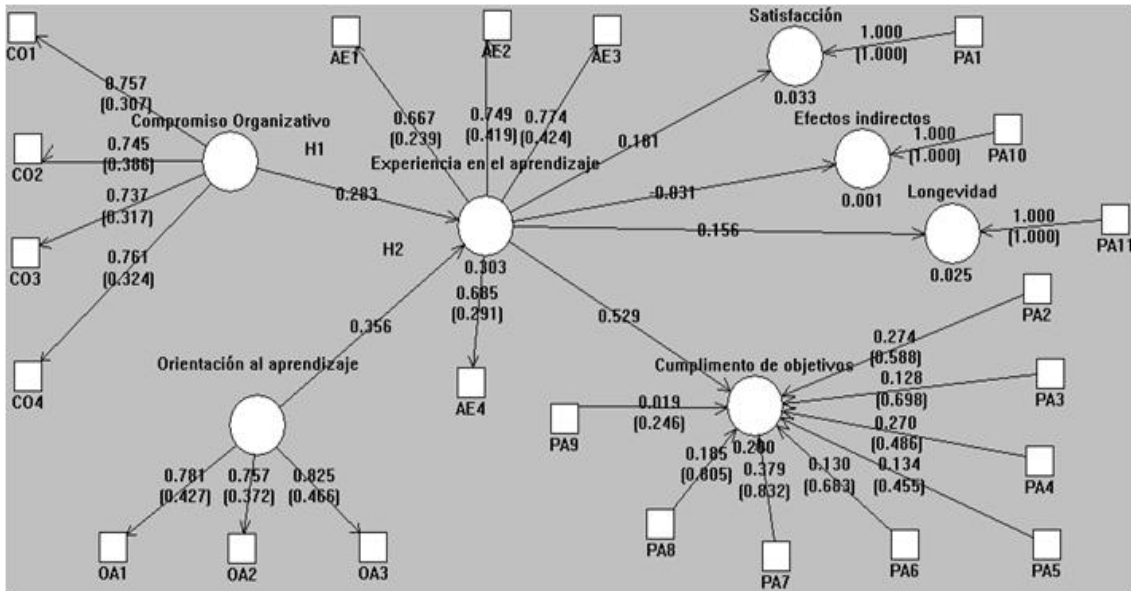 Satisfacción
CO1
AE1
AE2
AE3
1.000
(1.000)
PA1
0.757
(0.307)
0.667
(0.239)
0.749
(0.419)
0.774
(0.424)
0.033
Compromiso Organizativo
H1
0.181
Efectos indirectos
1.000
(1.000)
PA10
CO2
0.745
(0.386)
Experiencia en el aprendizaje
0.283
-0.031
0.001
Longevidad
0.737
(0.317)
0.156
1.000
(1.000)
PA11
CO3
H2
0.303
0.025
0.761
(0.324)
0.685
(0.291)
0.529
PA2
0.274
(0.588)
0.356
CO4
Orientación al aprendizaje
AE4
Cumplimento de objetivos
0.128
(0.698)
PA3
0.019
(0.246)
PA9
0.270
(0.486)
PA4
0.280
0.781
(0.427)
0.757
(0.372)
0.825
(0.466)
0.185
(0.805)
0.379
(0.832)
0.130
(0.683)
0.134
(0.455)
OA1
OA2
OA3
PA8
PA7
PA6
PA5